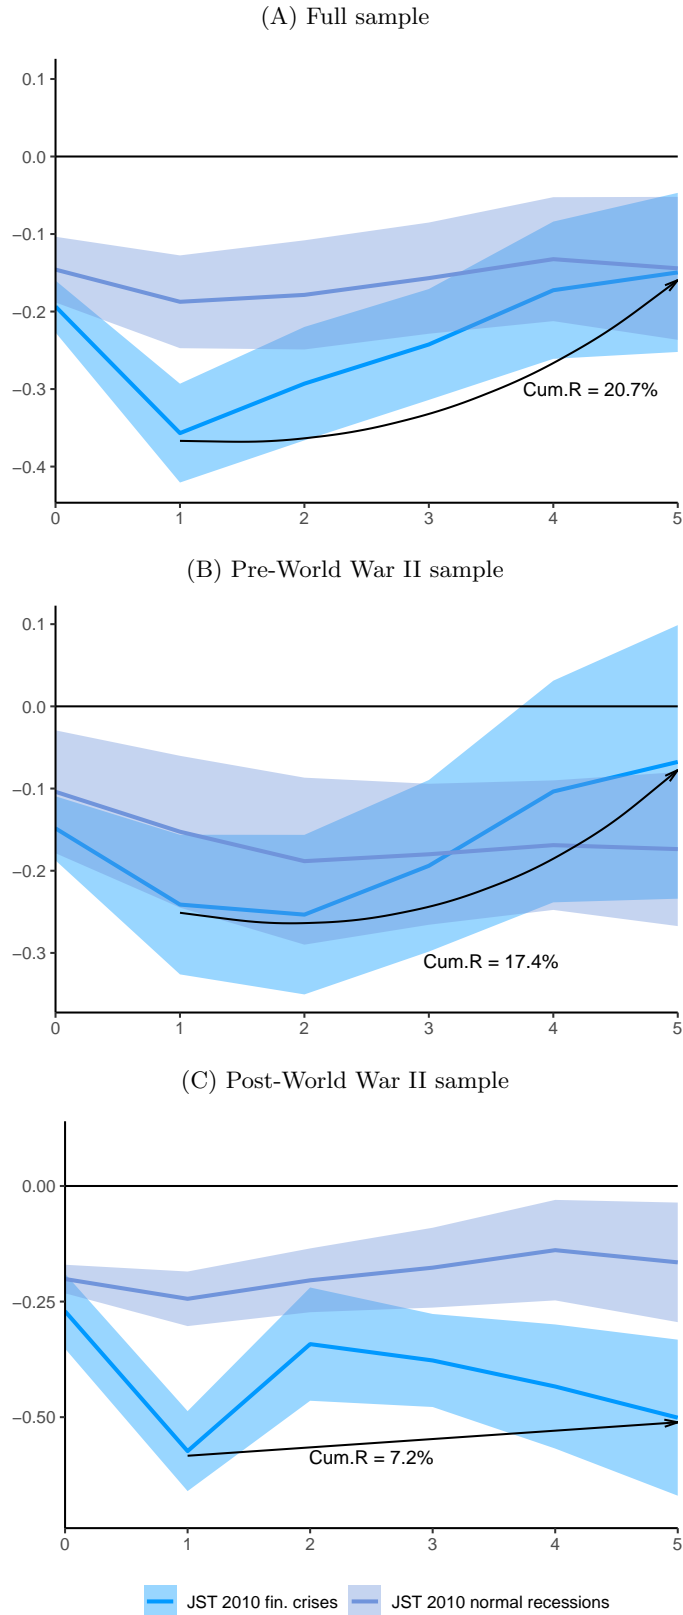 (A) Full sample
0.1
0.0
−0.1
−0.2
−0.3
−0.4
Cum.R = 20.7%
0 1 2 3 4 5
(B) Pre-World War II sample
0.1
0.0
−0.1
−0.2
−0.3
Cum.R = 17.4%
0 1 2 3 4 5
(C) Post-World War II sample
0.00
−0.25
−0.50
Cum.R = 7.2%
0 1 2 3 4 5
JST 2010 fin. crises JST 2010 normal recessions